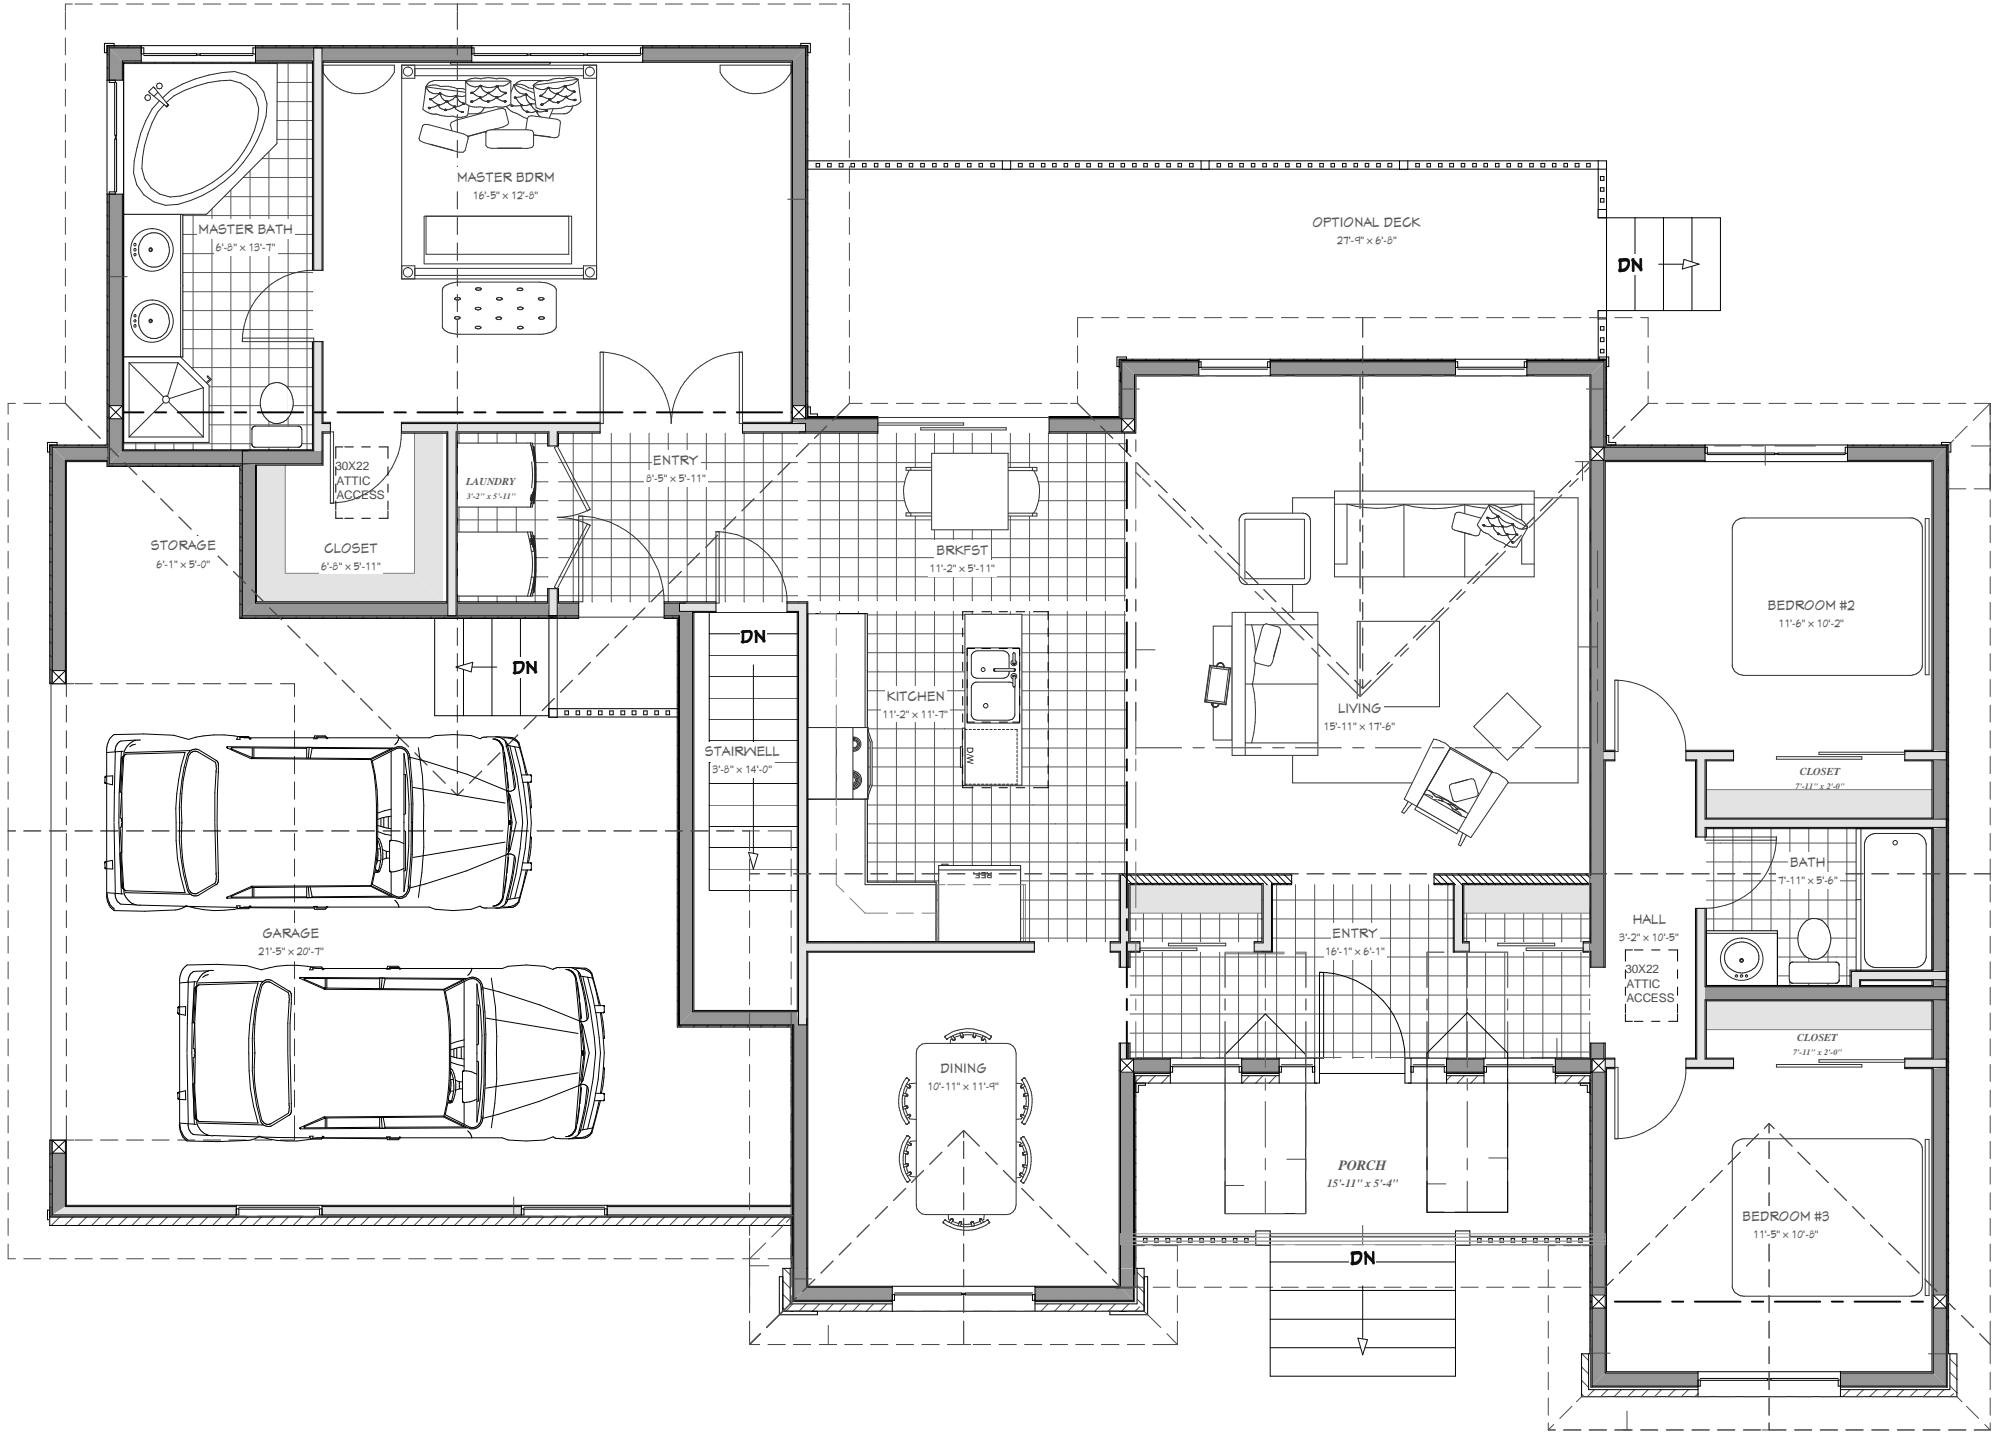 MASTER BDRM
16'-5" x 12'-8"
MASTER BATH
6'-8" x 13'-7"
OPTIONAL DECK
27'-9" x 6'-8"
DN
30X22
ATTIC
ACCESS
LAUNDRY
3'-2" x 5'-11"
ENTRY
8'-5" x 5'-11"
STORAGE
6'-1" x 5'-0"
CLOSET
6'-8" x 5'-11"
BRKFST
11'-2" x 5'-11"
BEDROOM #2
11'-6" x 10'-2"
DN
DN
KITCHEN
11'-2" x 11'-7"
LIVING
15'-11" x 17'-6"
STAIRWELL
3'-8" x 14'-0"
D/W
CLOSET
7'-11" x 2'-0"
BATH
7'-11" x 5'-6"
REF
GARAGE
21'-5" x 20'-7"
ENTRY
16'-1" x 6'-1"
HALL
3'-2" x 10'-5"
30X22
ATTIC
ACCESS
CLOSET
7'-11" x 2'-0"
DINING
10'-11" x 11'-9"
PORCH
15'-11" x 5'-4"
BEDROOM #3
11'-5" x 10'-8"
DN